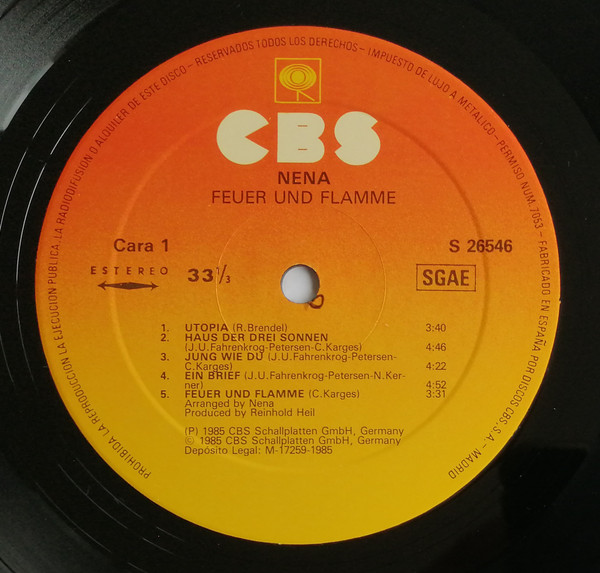 PROHIBIDA LA REPRODUCCION LA EJECUCION PUBLICA. LA RADIODIFUSION O ALQUILER DE ESTE DISCO – RESERVADOS TODOS LOS DERECHOS – IMPUESTO DE LUJO A METALICO – PERMISO NUM. 7053 – FABRICADO EN ESPAÑA POR DISCOS CBS, S.A. – MADRID
CBS
NENA
FEUER UND FLAMME
Cara 1
S 26546
ESTEREO
33 1/3
SGAE
1. UTOPIA (R.Brendel) 3:40
2. HAUS DER DREI SONNEN
(J.U.Fahrenkrog-Petersen-C.Karges) 4:46
3. JUNG WIE DU (J.U.Fahrenkrog-Petersen-
C.Karges) 4:22
4. EIN BRIEF (J.U.Fahrenkrog-Petersen-N.Ker-
ner) 4:52
5. FEUER UND FLAMME (C.Karges) 3:31
Arranged by Nena
Produced by Reinhold Heil
(P) 1985 CBS Schallplatten GmbH, Germany
© 1985 CBS Schallplatten GmbH, Germany
Depósito Legal: M-17259-1985